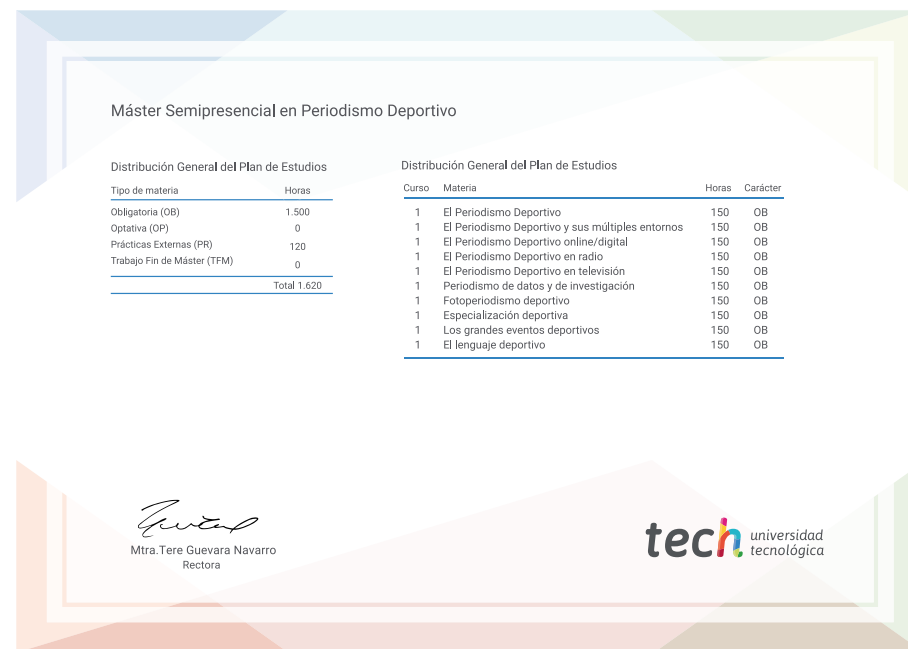 Máster Semipresencial en Periodismo Deportivo
Distribución General del Plan de Estudios
Tipo de materia Horas
Obligatoria (OB) 1.500
Optativa (OP) 0
Prácticas Externas (PR) 120
Trabajo Fin de Máster (TFM) 0
Total 1.620
Distribución General del Plan de Estudios
Curso Materia Horas Carácter
1 El Periodismo Deportivo 150 OB
1 El Periodismo Deportivo y sus múltiples entornos 150 OB
1 El Periodismo Deportivo online/digital 150 OB
1 El Periodismo Deportivo en radio 150 OB
1 El Periodismo Deportivo en televisión 150 OB
1 Periodismo de datos y de investigación 150 OB
1 Fotoperiodismo deportivo 150 OB
1 Especialización deportiva 150 OB
1 Los grandes eventos deportivos 150 OB
1 El lenguaje deportivo 150 OB
Mtra.Tere Guevara Navarro
Rectora
tech universidad
tecnológica